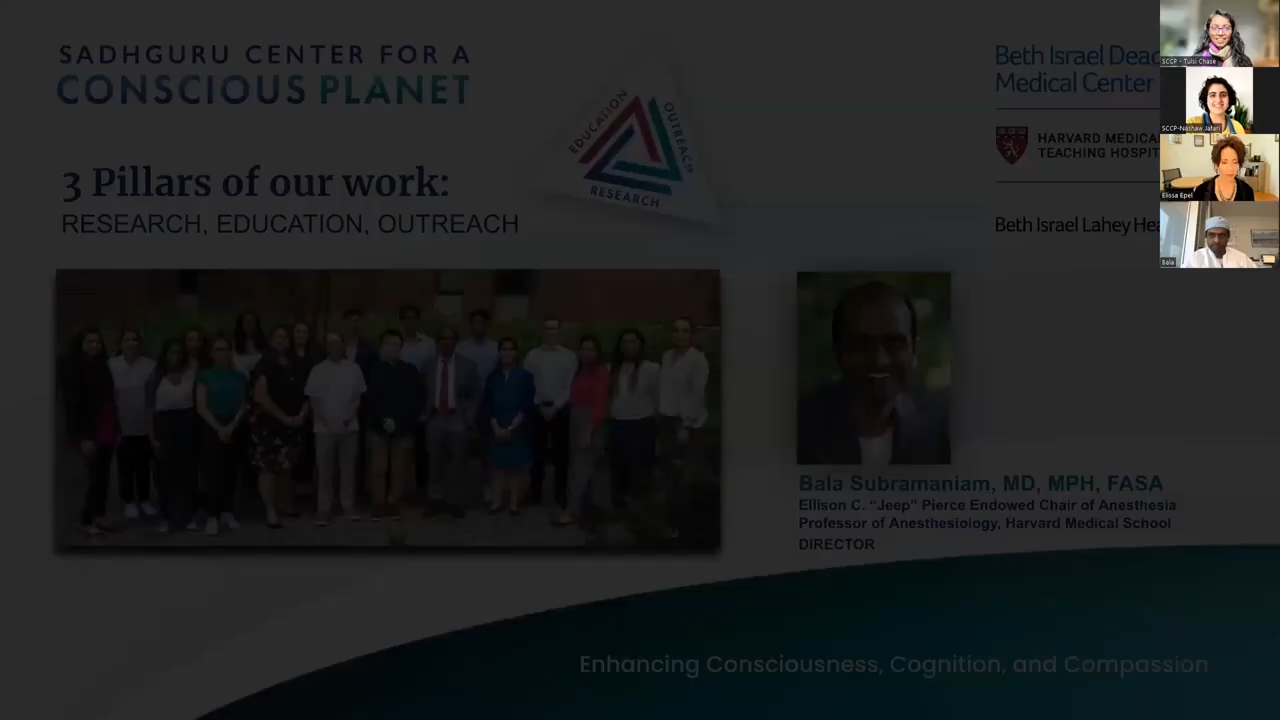 SADHGURU CENTER FOR A
CONSCIOUS PLANET
3 Pillars of our work:
RESEARCH, EDUCATION, OUTREACH
EDUCATION
OUTREACH
RESEARCH
Beth Israel Deac
Medical Center
HARVARD MEDICA
TEACHING HOSPIT
Beth Israel Lahey Hea
SCCP - Tulsi Chase
SCCP-Nashaw Jafari
Elissa Epel
Bala
Bala Subramaniam, MD, MPH, FASA
Ellison C. “Jeep” Pierce Endowed Chair of Anesthesia
Professor of Anesthesiology, Harvard Medical School
DIRECTOR
Enhancing Consciousness, Cognition, and Compassion